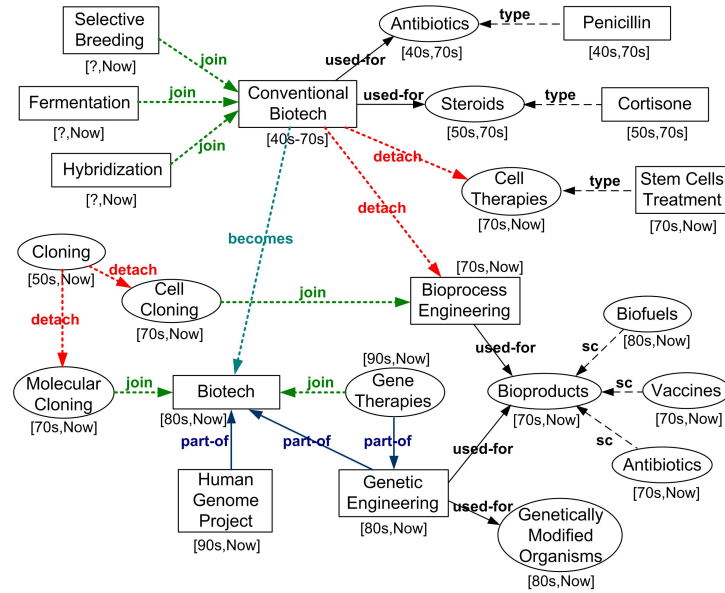 Selective
Breeding
[?,Now]
join
Antibiotics
[40s,70s]
type
Penicillin
[40s,70s]
used-for
Fermentation
[?,Now]
join
Conventional
Biotech
[40s-70s]
used-for
Steroids
[50s,70s]
type
Cortisone
[50s,70s]
join
Hybridization
[?,Now]
detach
Cell
Therapies
[70s,Now]
type
Stem Cells
Treatment
[70s,Now]
detach
becomes
Cloning
[50s,Now]
detach
detach
Cell
Cloning
[70s,Now]
join
[70s,Now]
Bioprocess
Engineering
used-for
Biofuels
[80s,Now]
sc
Molecular
Cloning
[70s,Now]
join
Biotech
[80s,Now]
join
[90s,Now]
Gene
Therapies
Bioproducts
[70s,Now]
sc
Vaccines
[70s,Now]
part-of
part-of
part-of
used-for
sc
Antibiotics
[70s,Now]
Human
Genome
Project
[90s,Now]
Genetic
Engineering
[80s,Now]
used-for
Genetically
Modified
Organisms
[80s,Now]